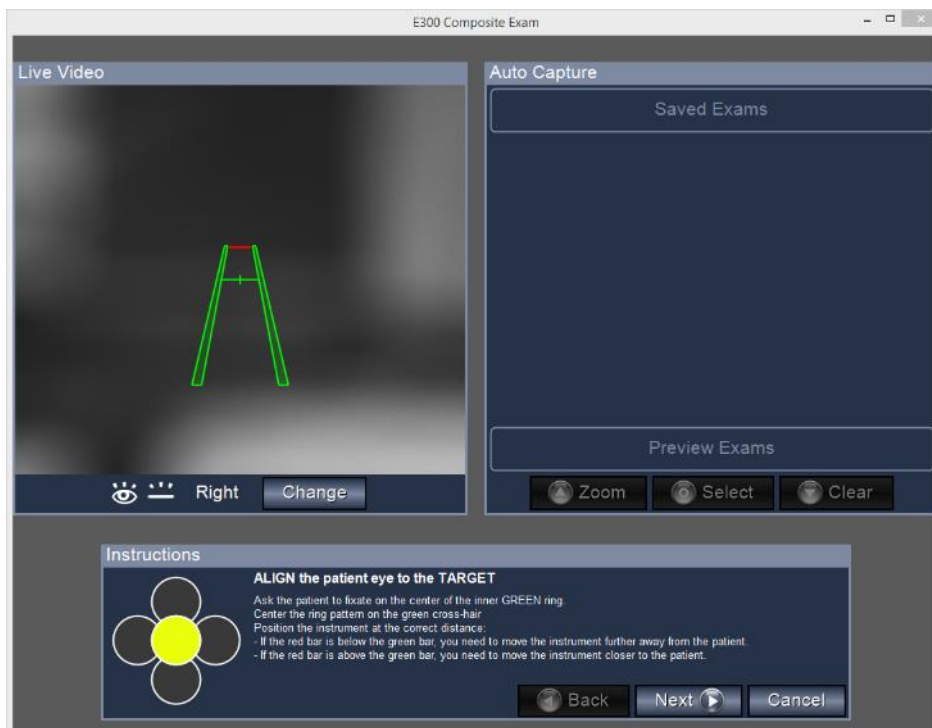 E300 Composite Exam
Live Video
Auto Capture
Saved Exams
Preview Exams
Right
Change
Zoom
Select
Clear
Instructions
ALIGN the patient eye to the TARGET
Ask the patient to fixate on the center of the inner GREEN ring.
Center the ring pattern on the green cross-hair
Position the instrument at the correct distance:
- If the red bar is below the green bar, you need to move the instrument further away from the patient.
- If the red bar is above the green bar, you need to move the instrument closer to the patient.
Back
Next
Cancel